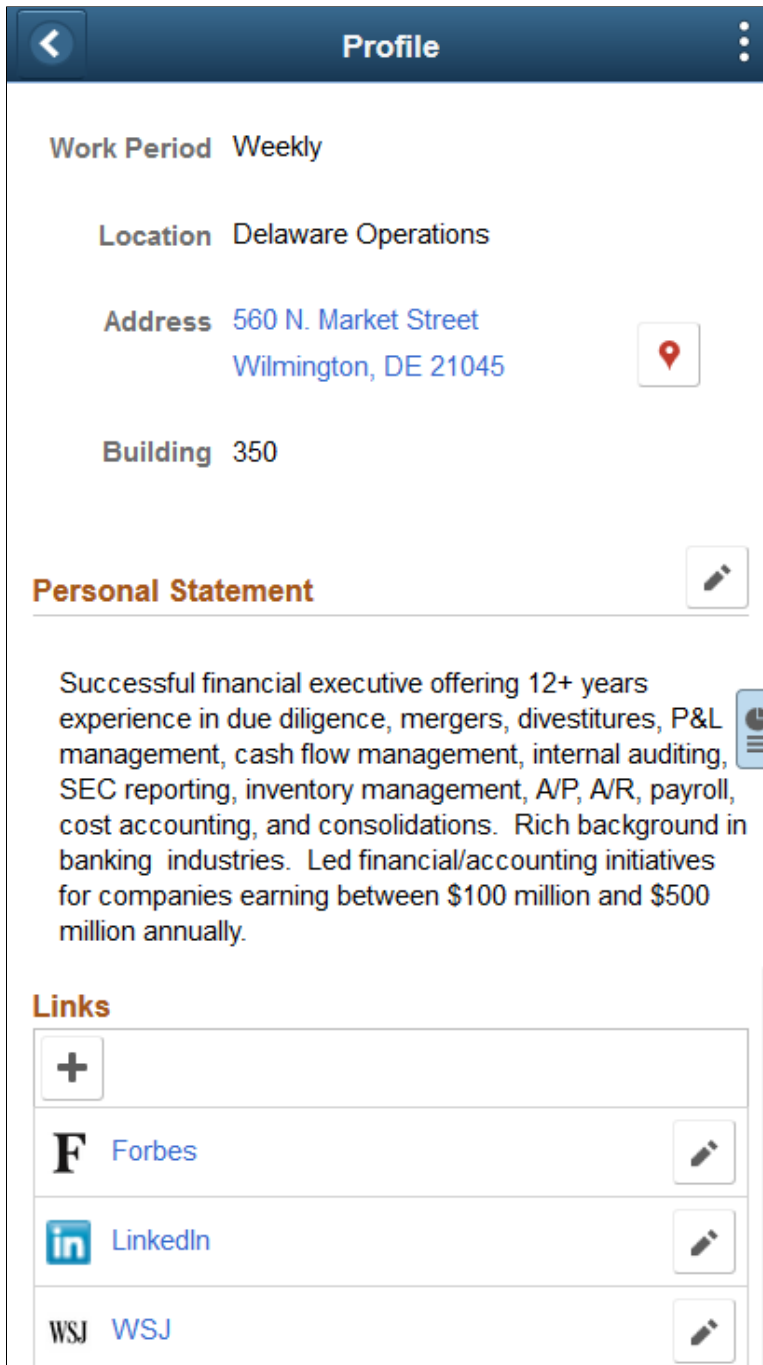 Profile
Work Period Weekly
Location Delaware Operations
Address 560 N. Market Street
Wilmington, DE 21045
Building 350
Personal Statement
Successful financial executive offering 12+ years
experience in due diligence, mergers, divestitures, P&L
management, cash flow management, internal auditing,
SEC reporting, inventory management, A/P, A/R, payroll,
cost accounting, and consolidations.  Rich background in
banking  industries.  Led financial/accounting initiatives
for companies earning between $100 million and $500
million annually.
Links
F Forbes
in LinkedIn
WSJ WSJ